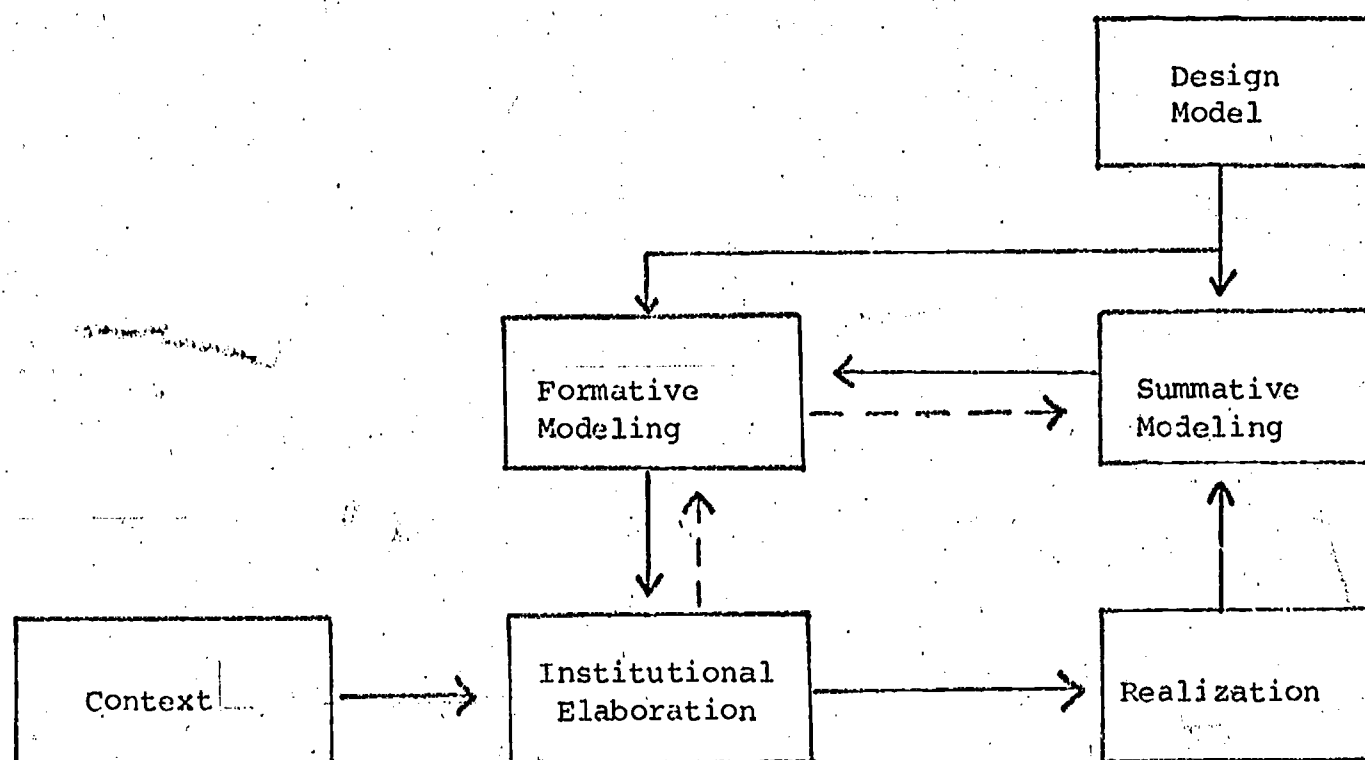 Design
Model
Formative
Modeling
Summative
Modeling
Context
Institutional
Elaboration
Realization